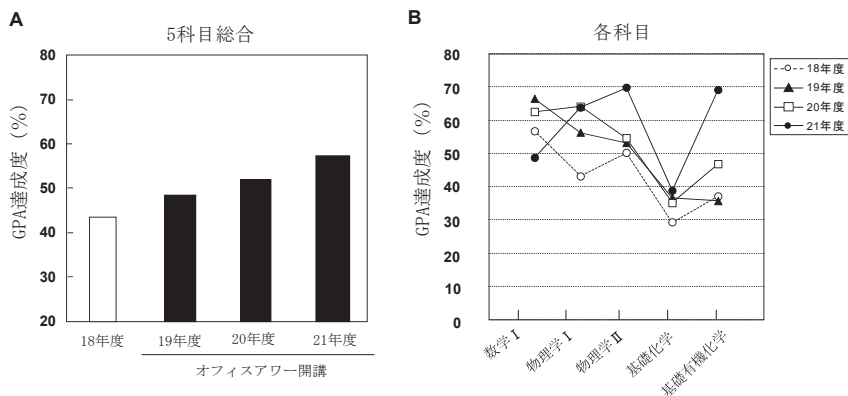 A
5科目総合
80
70
60
50
40
30
20
GPA達成度 (%)
18年度
19年度
20年度
21年度
オフィスアワー開講
B
各科目
80
70
60
50
40
30
20
10
0
GPA達成度 (%)
数学Ⅰ
物理学Ⅰ
物理学Ⅱ
基礎化学
基礎有機化学
18年度
19年度
20年度
21年度